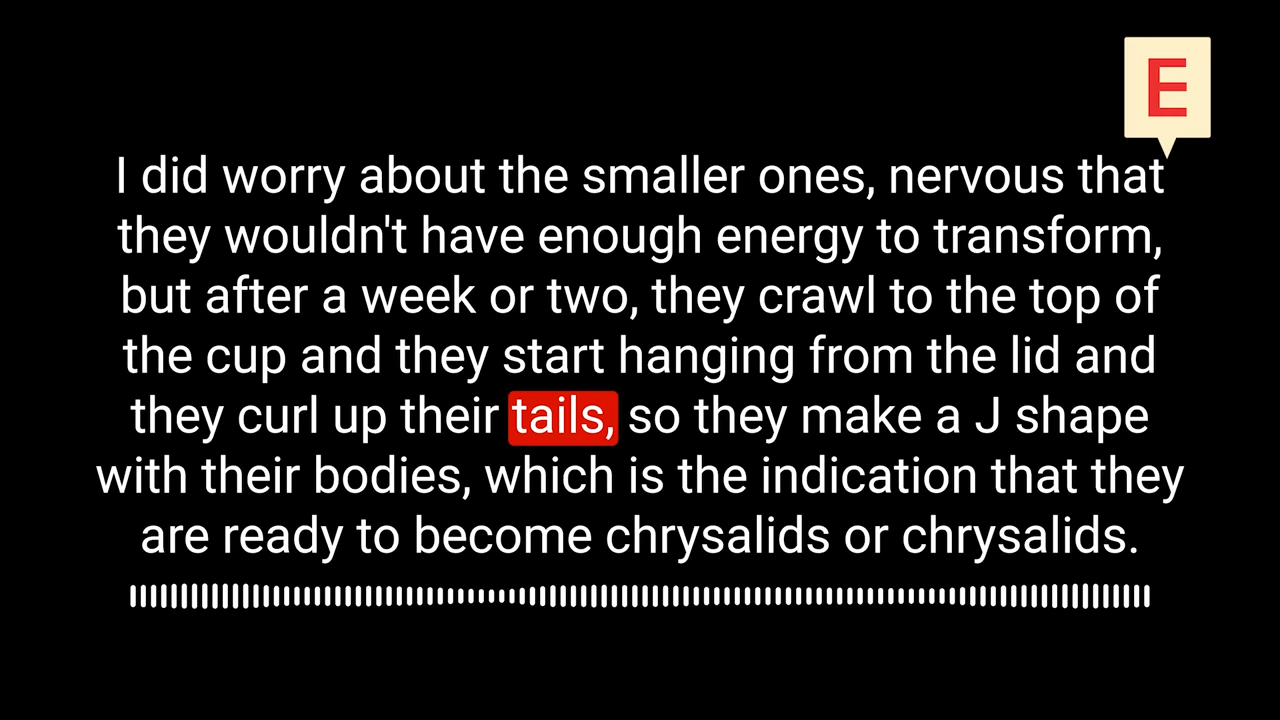 E
I did worry about the smaller ones, nervous that
they wouldn't have enough energy to transform,
but after a week or two, they crawl to the top of
the cup and they start hanging from the lid and
they curl up their tails, so they make a J shape
with their bodies, which is the indication that they
are ready to become chrysalids or chrysalids.